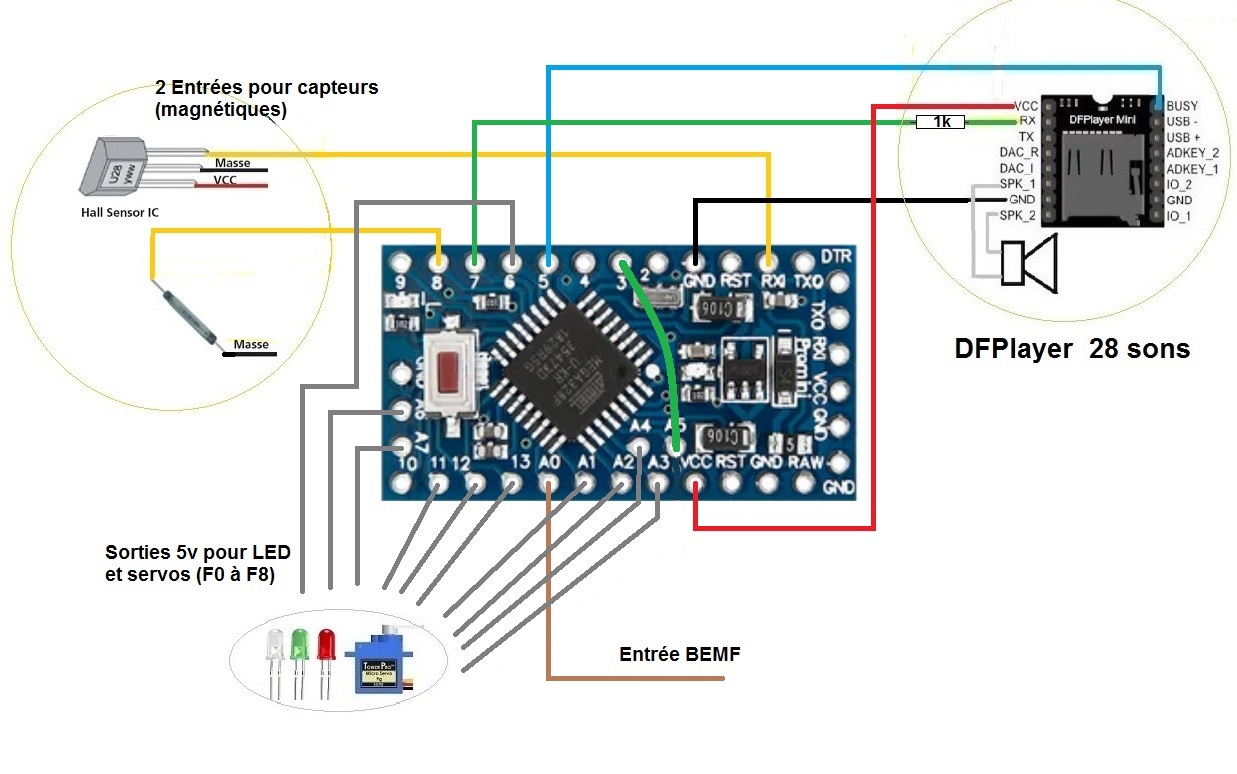 2 Entrées pour capteurs
(magnétiques)
Masse
VCC
Hall Sensor IC
U28
yww
Masse
VCC
RX
TX
DAC_R
DAC_I
SPK_1
GND
SPK_2
1k
DFPlayer Mini
BUSY
USB -
USB +
ADKEY_2
ADKEY_1
IO_2
GND
IO_1
DFPlayer 28 sons
9 8 7 6 5 4 3 2 GND RST RXI TXO
DTR
TXO
RXI
VCC
GND
GND
C106
Promini
GND
A6
A7
A4 A5
C106
5
10 11 12 13 A0 A1 A2 A3 VCC RST GND RAW
Sorties 5v pour LED
et servos (F0 à F8)
TowerPro
Micro Servo
9g
Entrée BEMF